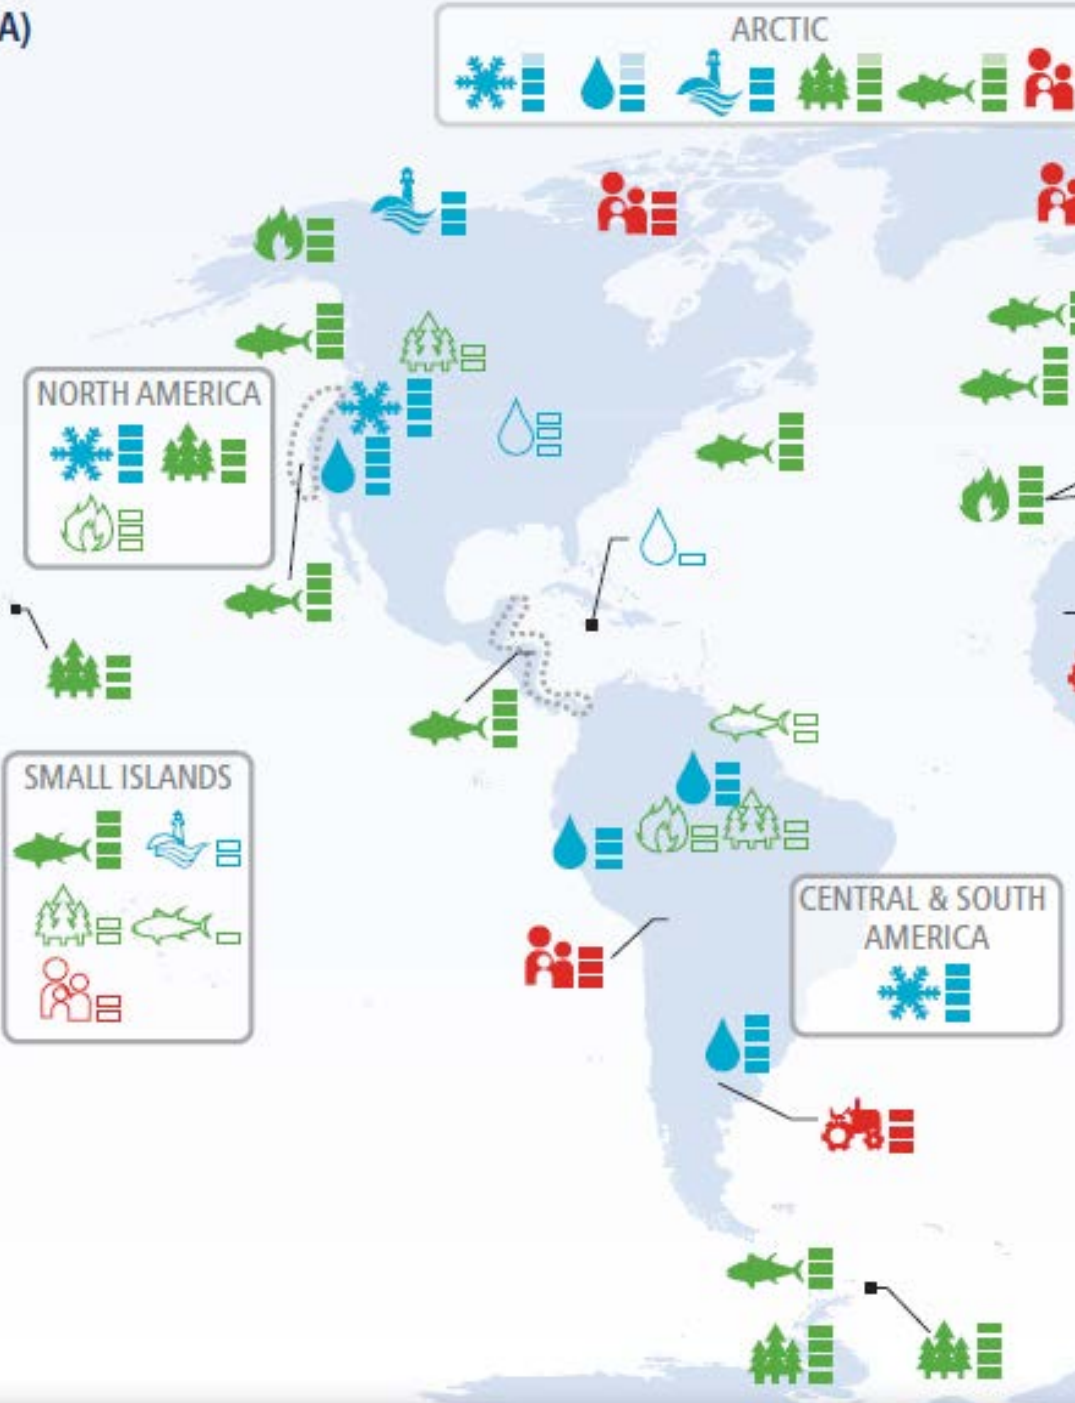 A)
ARCTIC
NORTH AMERICA
SMALL ISLANDS
CENTRAL & SOUTH
AMERICA